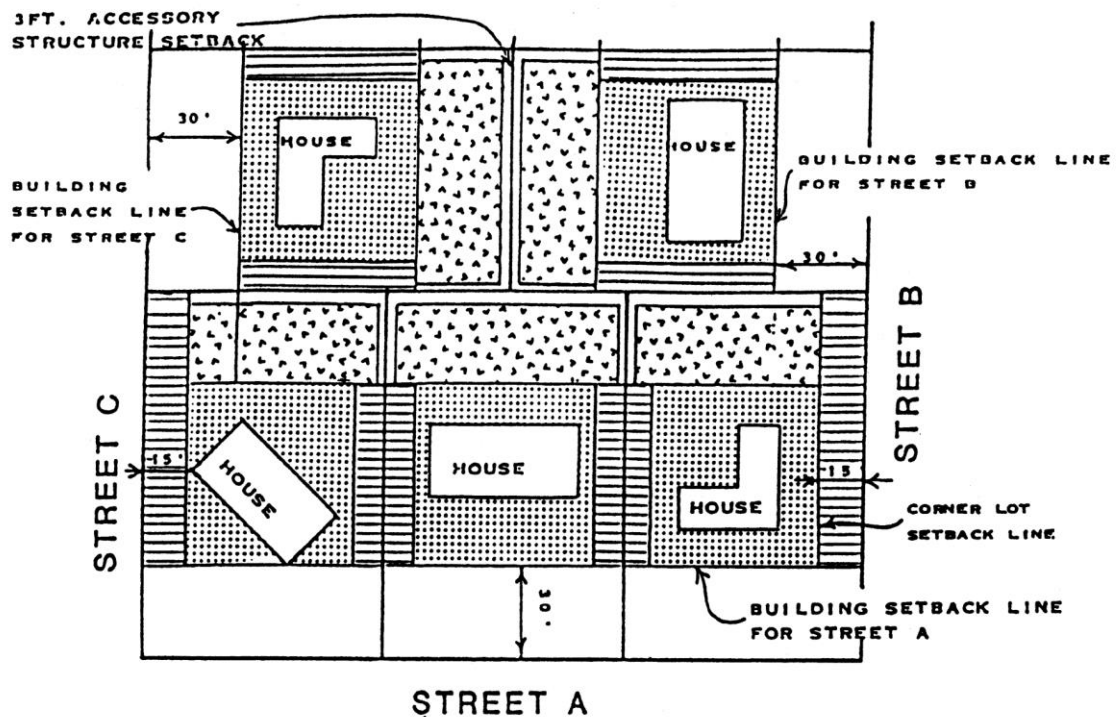 3FT. ACCESSORY
STRUCTURE SETBACK
30'
HOUSE
HOUSE
BUILDING SETBACK LINE
FOR STREET B
BUILDING
SETBACK LINE
FOR STREET C
30'
STREET B
STREET C
15'
HOUSE
HOUSE
HOUSE
15
CORNER LOT
SETBACK LINE
30'
BUILDING SETBACK LINE
FOR STREET A
STREET A